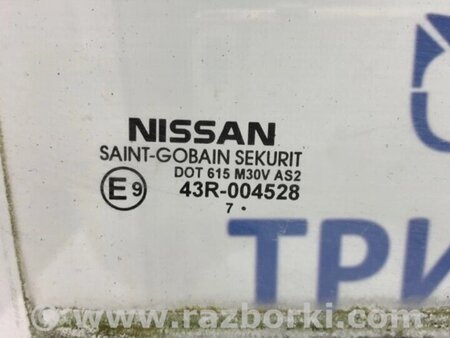 NISSAN
SAINT-GOBAIN SEKURIT
DOT 615 M30V AS2
E9 43R-004528
7 •
ТРИ
www.razborki.com